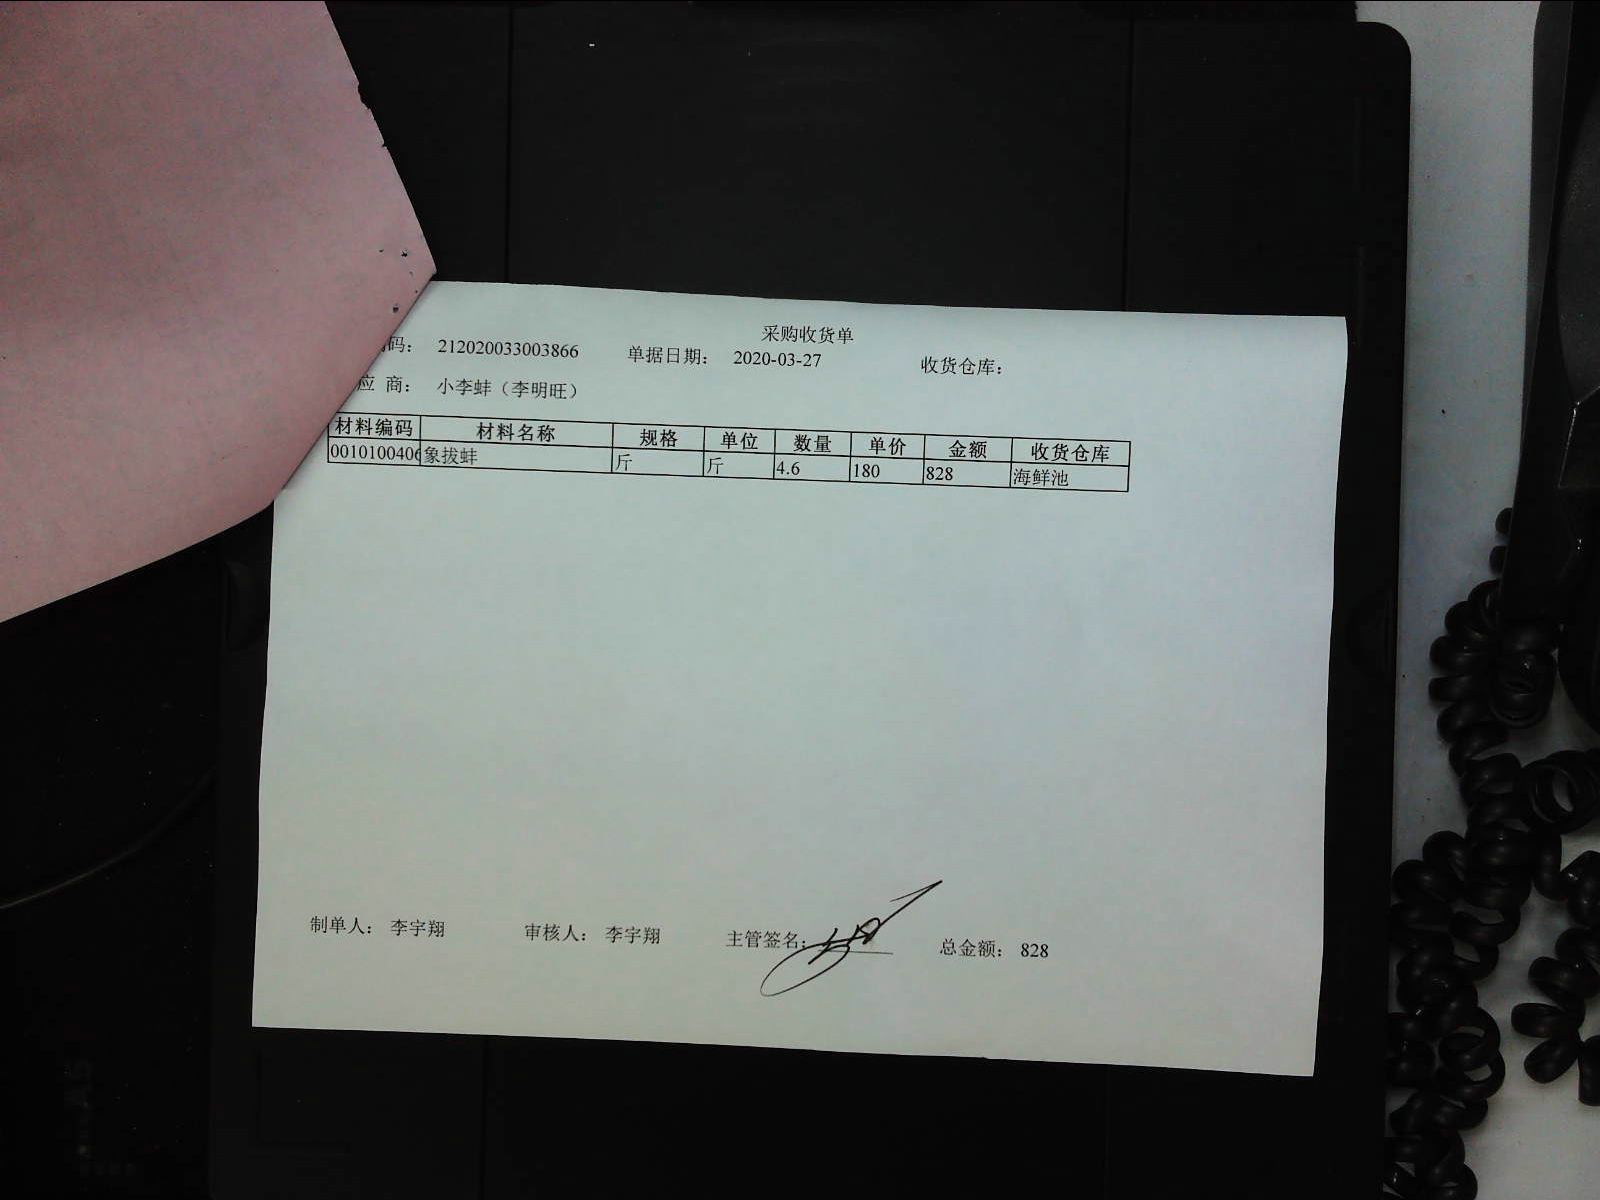 采购收货单
码： 212020033003866 单据日期： 2020-03-27 收货仓库：
应 商： 小李蚌（李明旺）
材料编码 材料名称 规格 单位 数量 单价 金额 收货仓库
0010100406 象拔蚌 斤 斤 4.6 180 828 海鲜池
制单人： 李宇翔 审核人： 李宇翔 主管签名： 总金额： 828